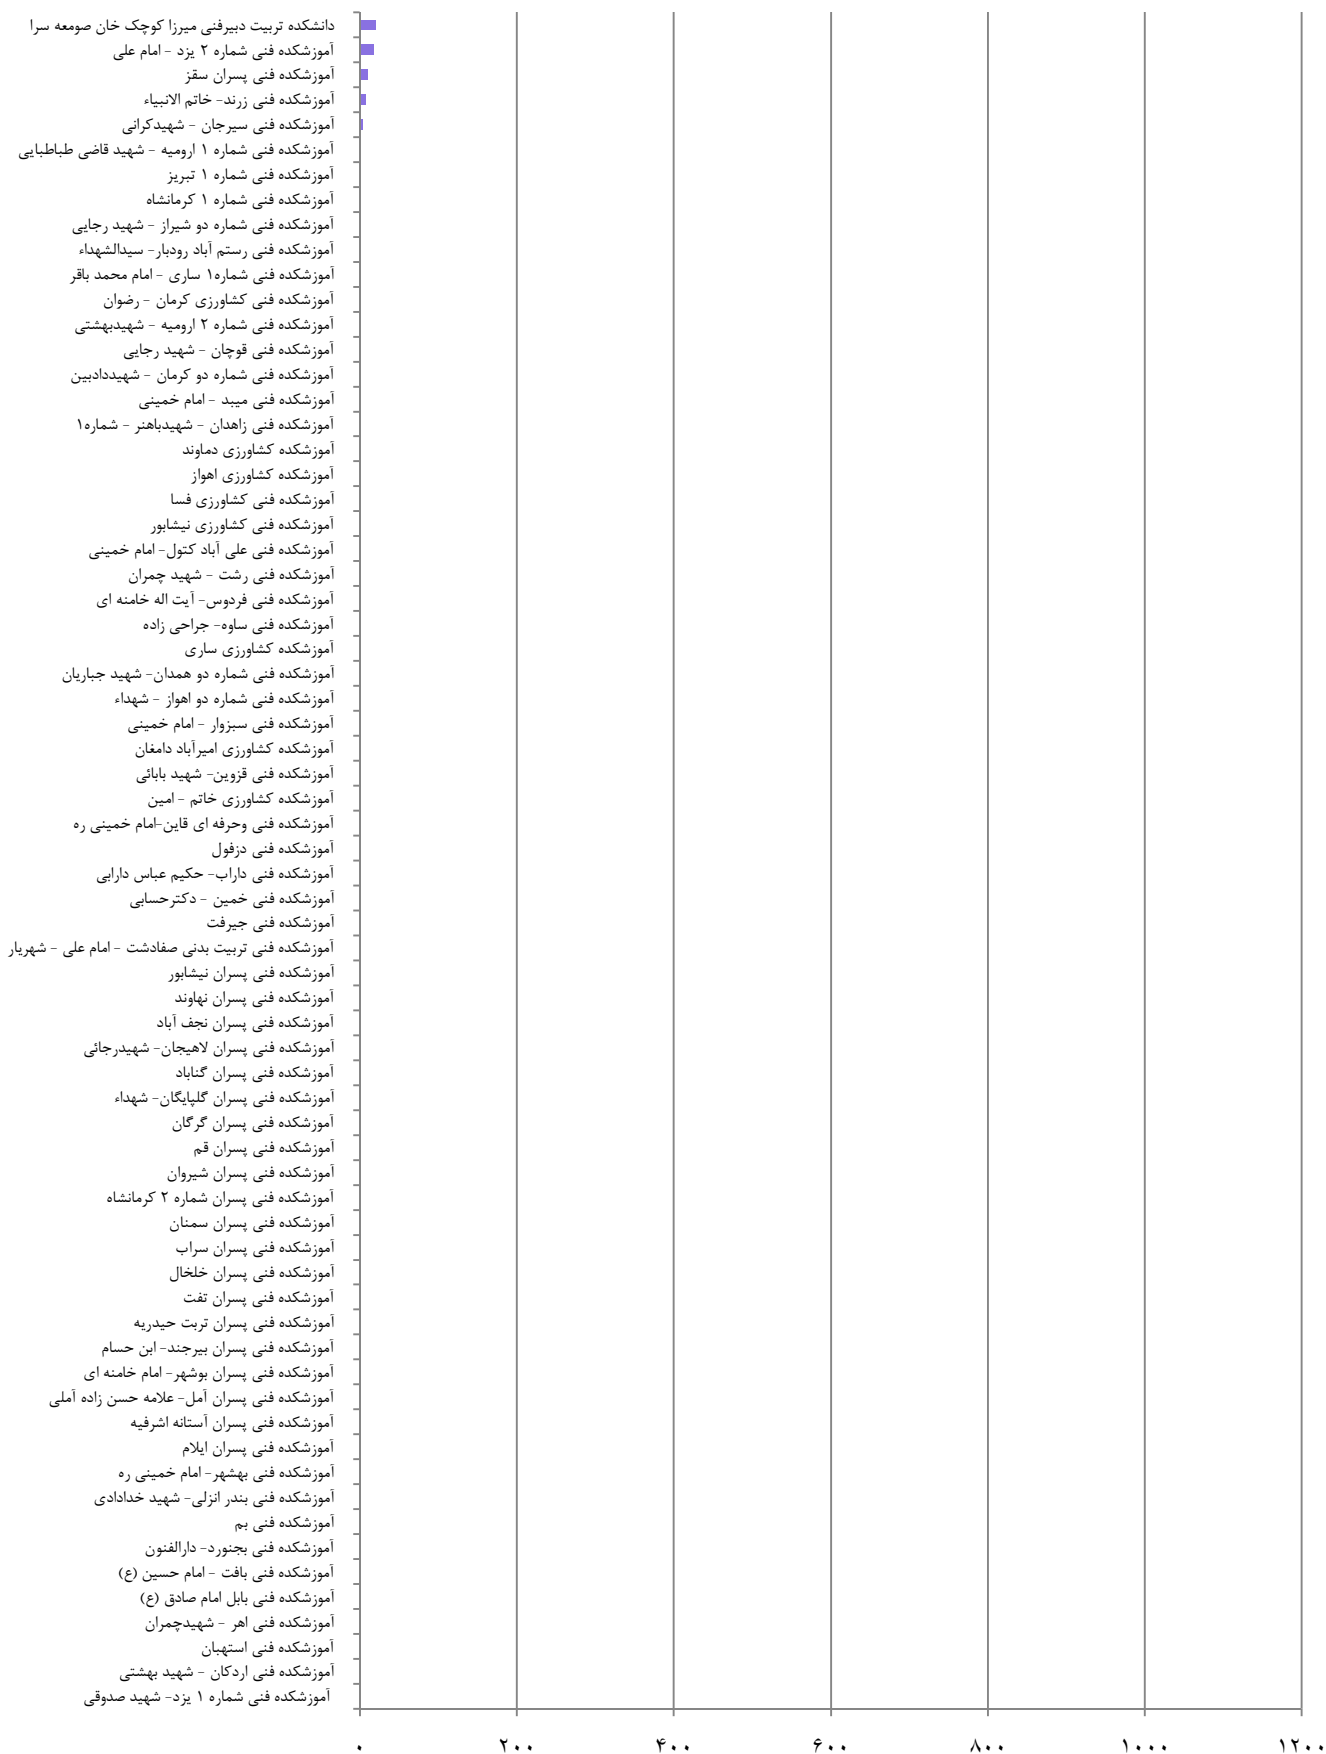 دانشکده تربیت دبیرفنی میرزا کوچک خان صومعه سرا
آموزشکده فنی شماره ۲ یزد - امام علی
آموزشکده فنی پسران سقز
آموزشکده فنی زرند- خاتم الانبیاء
آموزشکده فنی سیرجان - شهیدکرانی
آموزشکده فنی شماره ۱ ارومیه - شهید قاضی طباطبایی
آموزشکده فنی شماره ۱ تبریز
آموزشکده فنی شماره ۱ کرمانشاه
آموزشکده فنی شماره دو شیراز - شهید رجایی
آموزشکده فنی رستم آباد رودبار- سیدالشهداء
آموزشکده فنی شماره۱ ساری - امام محمد باقر
آموزشکده فنی کشاورزی کرمان - رضوان
آموزشکده فنی شماره ۲ ارومیه - شهیدبهشتی
آموزشکده فنی قوچان - شهید رجایی
آموزشکده فنی شماره دو کرمان - شهیددادبین
آموزشکده فنی میبد - امام خمینی
آموزشکده فنی زاهدان - شهیدباهنر - شماره۱
آموزشکده کشاورزی دماوند
آموزشکده کشاورزی اهواز
آموزشکده فنی کشاورزی فسا
آموزشکده فنی کشاورزی نیشابور
آموزشکده فنی علی آباد کتول- امام خمینی
آموزشکده فنی رشت - شهید چمران
آموزشکده فنی فردوس- آیت اله خامنه ای
آموزشکده فنی ساوه- جراحی زاده
آموزشکده کشاورزی ساری
آموزشکده فنی شماره دو همدان- شهید جباریان
آموزشکده فنی شماره دو اهواز - شهداء
آموزشکده فنی سبزوار - امام خمینی
آموزشکده کشاورزی امیرآباد دامغان
آموزشکده فنی قزوین- شهید بابائی
آموزشکده کشاورزی خاتم - امین
آموزشکده فنی وحرفه ای قاین-امام خمینی ره
آموزشکده فنی دزفول
آموزشکده فنی داراب- حکیم عباس دارابی
آموزشکده فنی خمین - دکترحسابی
آموزشکده فنی جیرفت
آموزشکده فنی تربیت بدنی صفادشت - امام علی - شهریار
آموزشکده فنی پسران نیشابور
آموزشکده فنی پسران نهاوند
آموزشکده فنی پسران نجف آباد
آموزشکده فنی پسران لاهیجان- شهیدرجائی
آموزشکده فنی پسران گناباد
آموزشکده فنی پسران گلپایگان- شهداء
آموزشکده فنی پسران گرگان
آموزشکده فنی پسران قم
آموزشکده فنی پسران شیروان
آموزشکده فنی پسران شماره ۲ کرمانشاه
آموزشکده فنی پسران سمنان
آموزشکده فنی پسران سراب
آموزشکده فنی پسران خلخال
آموزشکده فنی پسران تفت
آموزشکده فنی پسران تربت حیدریه
آموزشکده فنی پسران بیرجند- ابن حسام
آموزشکده فنی پسران بوشهر- امام خامنه ای
آموزشکده فنی پسران آمل- علامه حسن زاده آملی
آموزشکده فنی پسران آستانه اشرفیه
آموزشکده فنی پسران ایلام
آموزشکده فنی بهشهر- امام خمینی ره
آموزشکده فنی بندر انزلی- شهید خدادادی
آموزشکده فنی بم
آموزشکده فنی بجنورد- دارالفنون
آموزشکده فنی بافت - امام حسین (ع)
آموزشکده فنی بابل امام صادق (ع)
آموزشکده فنی اهر - شهیدچمران
آموزشکده فنی استهبان
آموزشکده فنی اردکان - شهید بهشتی
آموزشکده فنی شماره ۱ یزد- شهید صدوقی
۰ ۲۰۰ ۴۰۰ ۶۰۰ ۸۰۰ ۱۰۰۰ ۱۲۰۰